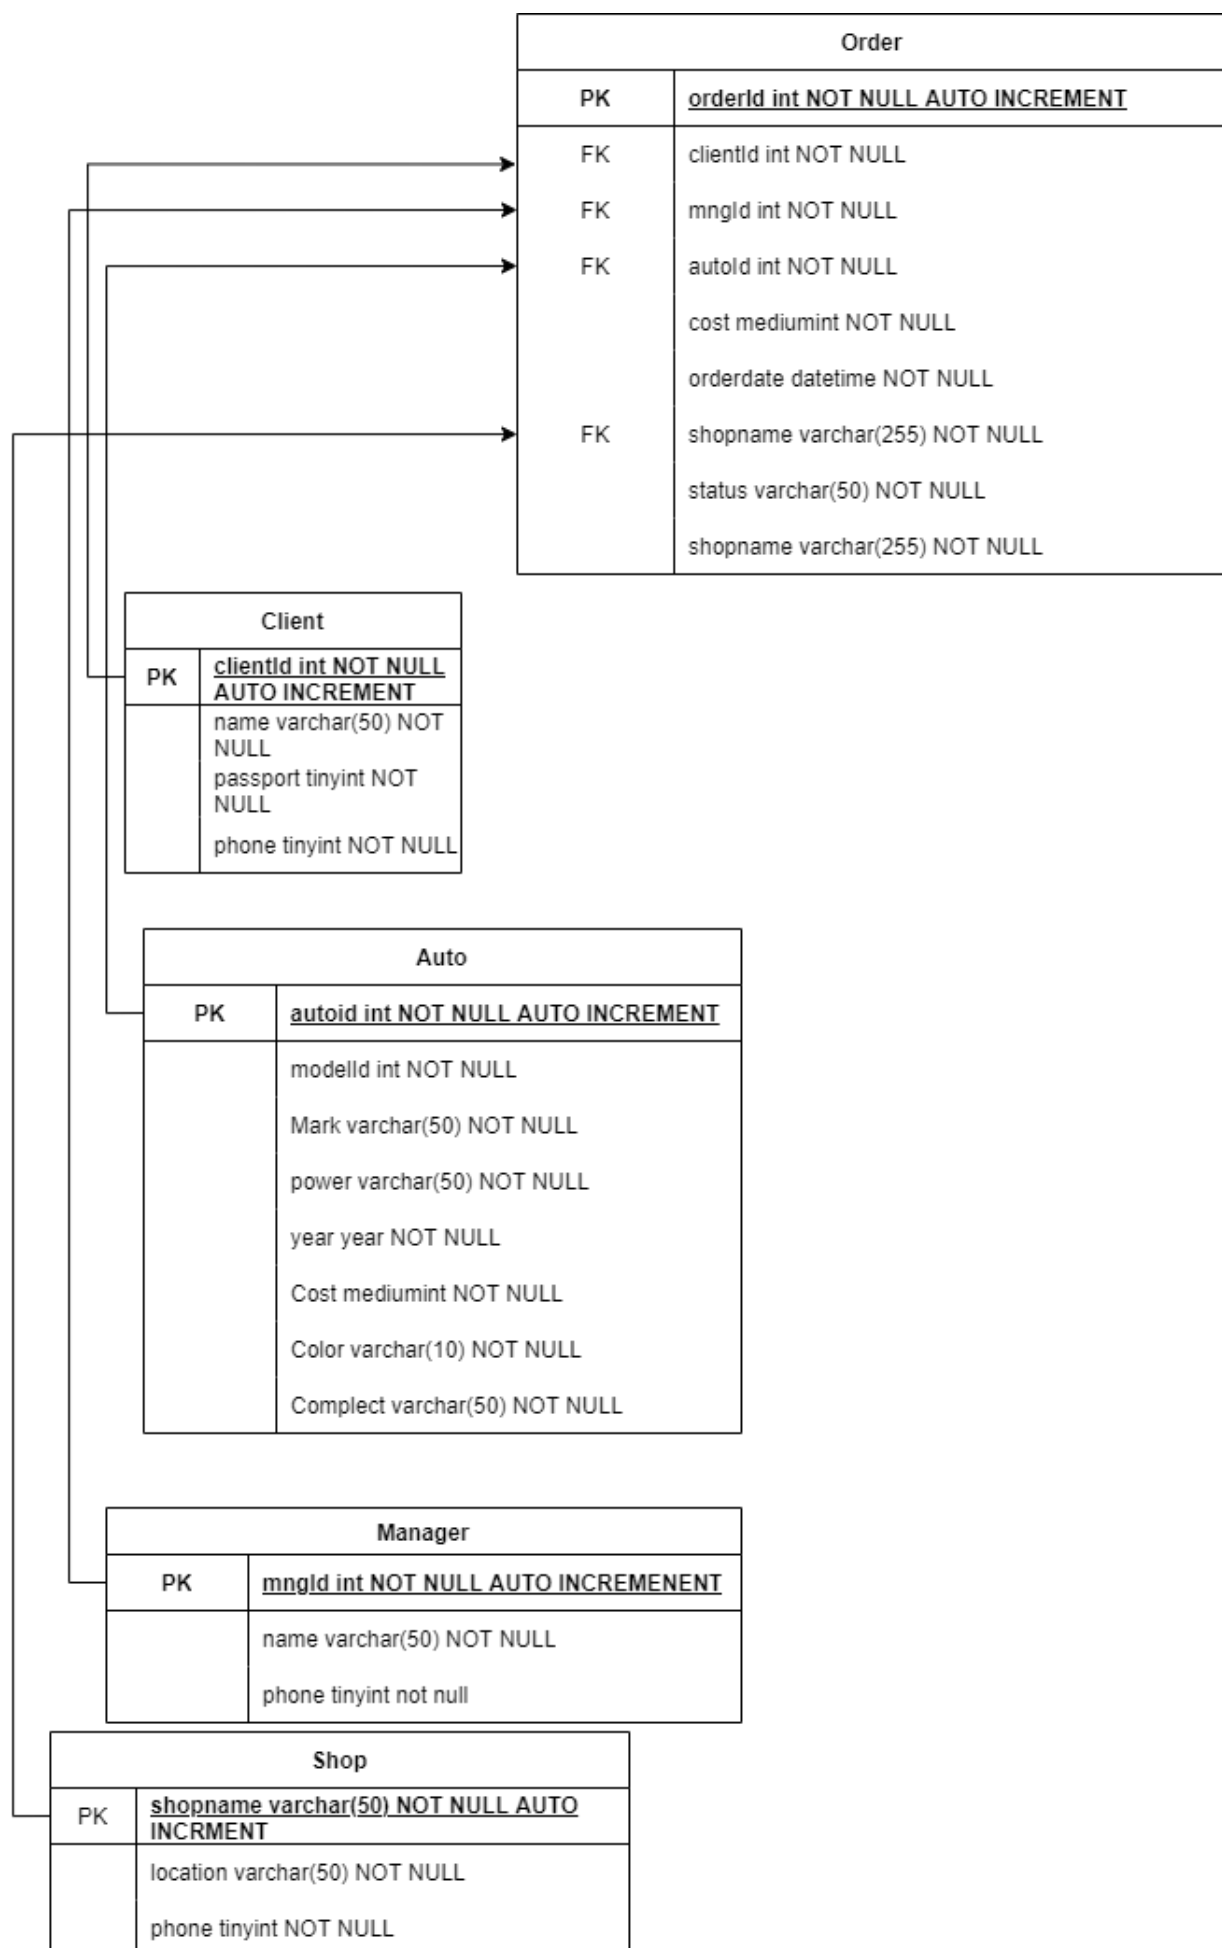 Order
PK orderId int NOT NULL AUTO INCREMENT
FK clientId int NOT NULL
FK mngId int NOT NULL
FK autoId int NOT NULL
cost mediumint NOT NULL
orderdate datetime NOT NULL
FK shopname varchar(255) NOT NULL
status varchar(50) NOT NULL
shopname varchar(255) NOT NULL
Client
PK clientId int NOT NULL
AUTO INCREMENT
name varchar(50) NOT
NULL
passport tinyint NOT
NULL
phone tinyint NOT NULL
Auto
PK autoid int NOT NULL AUTO INCREMENT
modelId int NOT NULL
Mark varchar(50) NOT NULL
power varchar(50) NOT NULL
year year NOT NULL
Cost mediumint NOT NULL
Color varchar(10) NOT NULL
Complect varchar(50) NOT NULL
Manager
PK mngId int NOT NULL AUTO INCREMENENT
name varchar(50) NOT NULL
phone tinyint not null
Shop
PK shopname varchar(50) NOT NULL AUTO
INCRMENT
location varchar(50) NOT NULL
phone tinyint NOT NULL